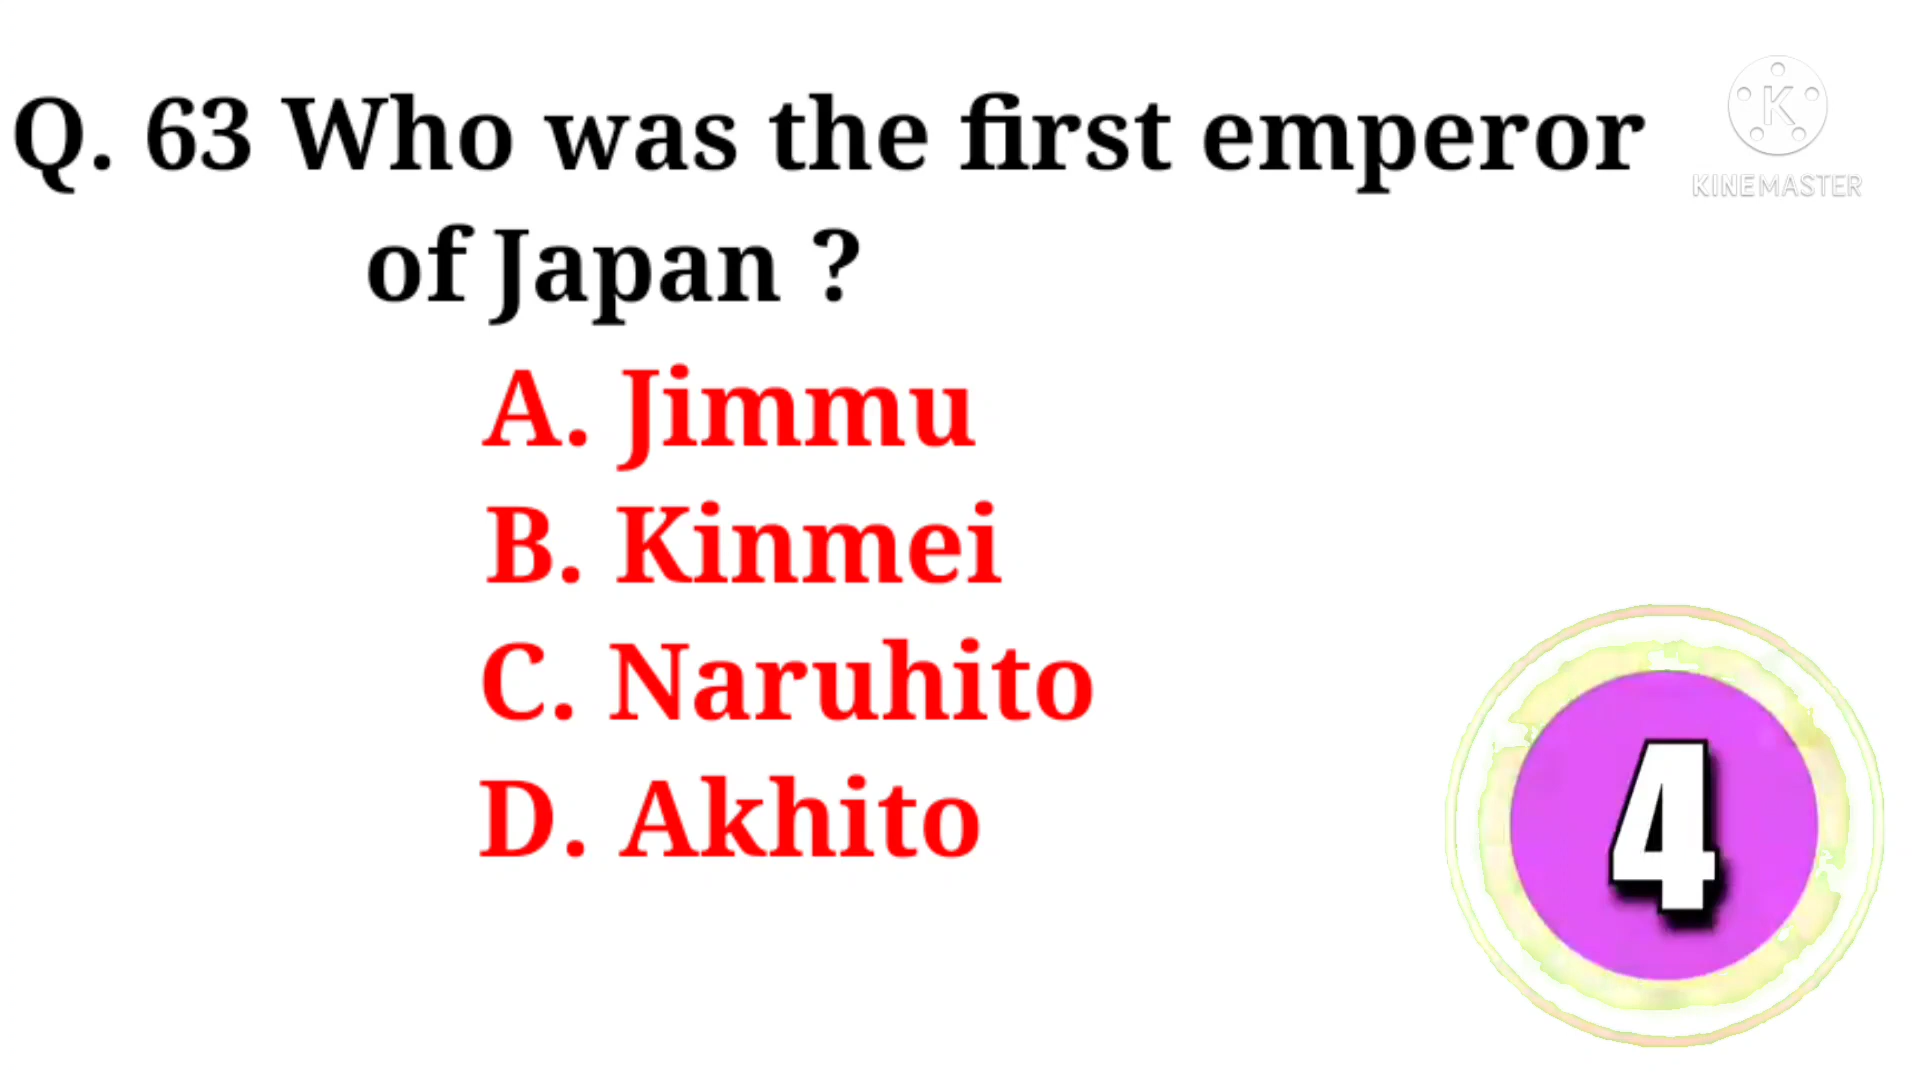 Q. 63 Who was the first emperor
of Japan ?
A. Jimmu
B. Kinmei
C. Naruhito
D. Akhito
K
KINEMASTER
4